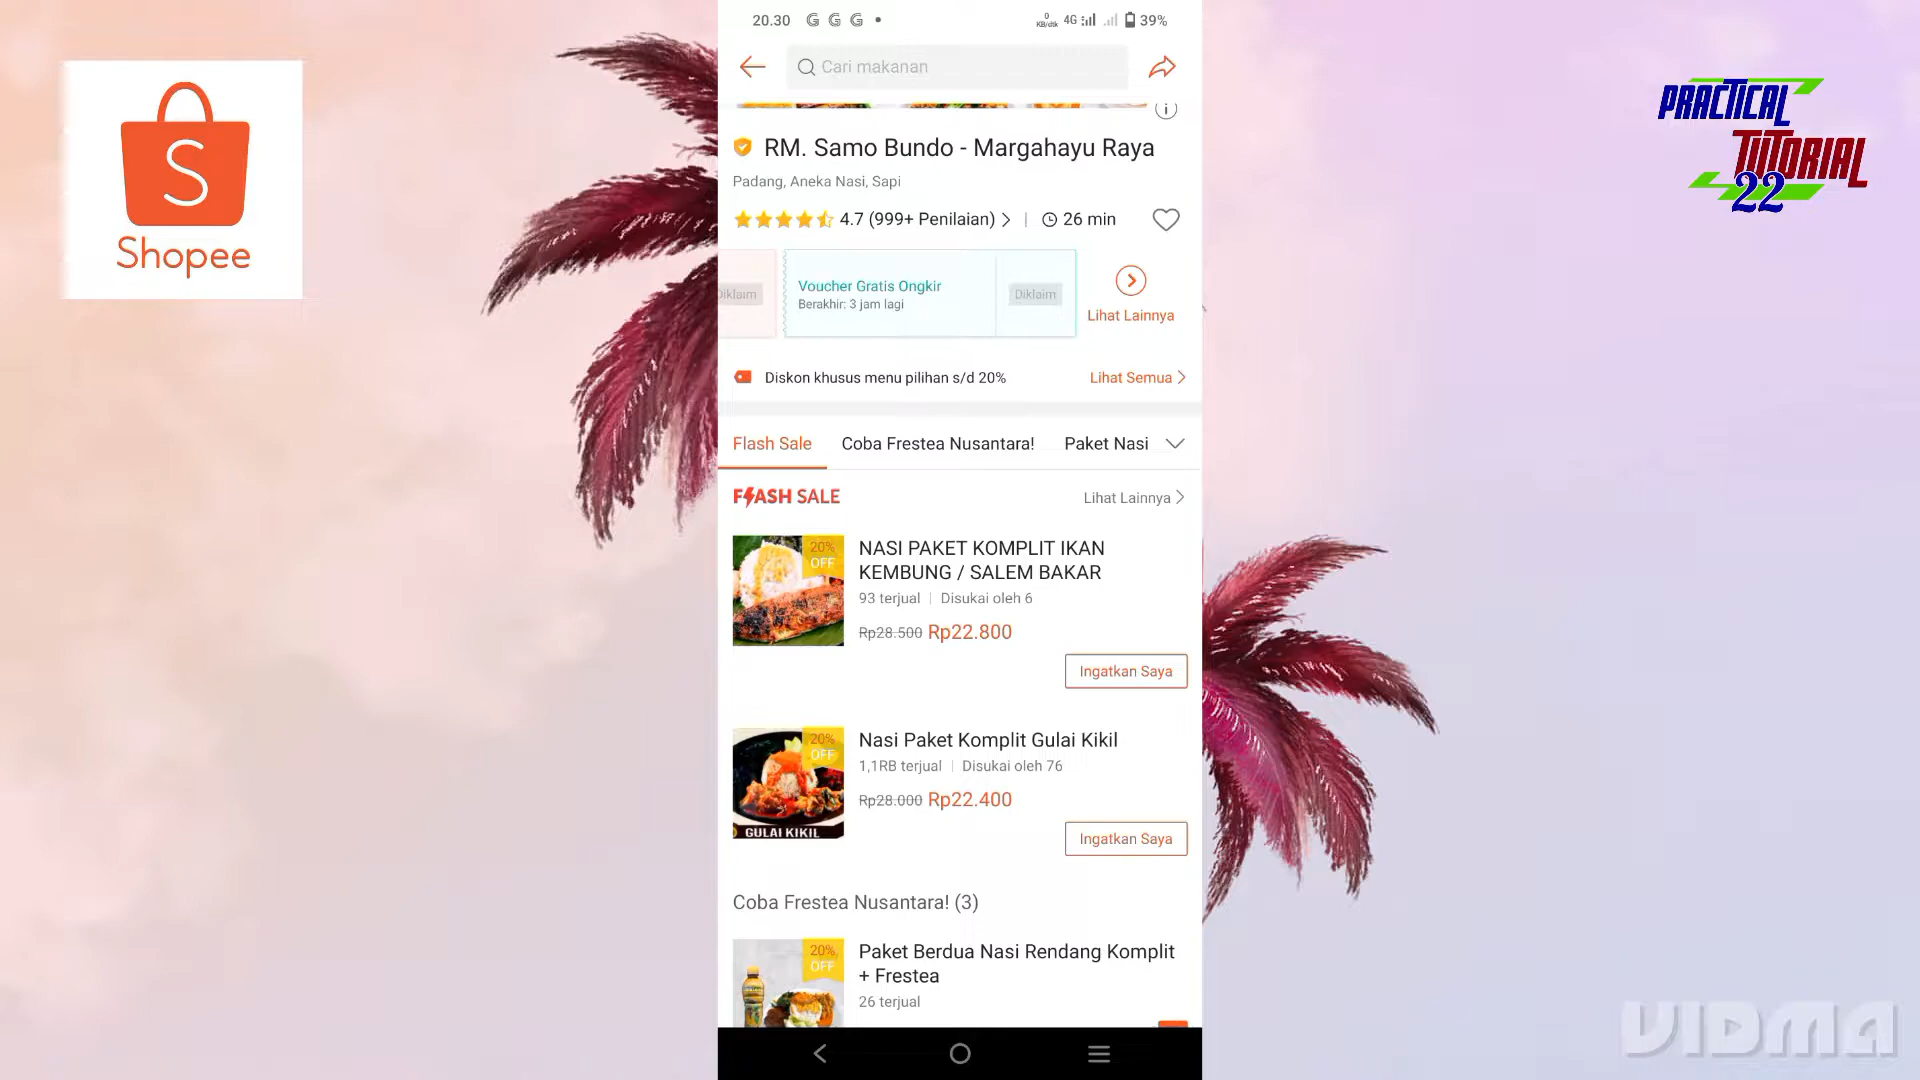 20.30
0
KB/dtk
4G
39%
S
Shopee
Cari makanan
PRACTICAL
TUTORIAL
22
RM. Samo Bundo - Margahayu Raya
Padang, Aneka Nasi, Sapi
4.7 (999+ Penilaian)
26 min
Diklaim
Voucher Gratis Ongkir
Berakhir: 3 jam lagi
Diklaim
Lihat Lainnya
Diskon khusus menu pilihan s/d 20%
Lihat Semua
Flash Sale
Coba Frestea Nusantara!
Paket Nasi
FLASH SALE
Lihat Lainnya
20%
OFF
NASI PAKET KOMPLIT IKAN
KEMBUNG / SALEM BAKAR
93 terjual
Disukai oleh 6
Rp28.500 Rp22.800
Ingatkan Saya
20%
OFF
GULAI KIKIL
Nasi Paket Komplit Gulai Kikil
1,1RB terjual
Disukai oleh 76
Rp28.000 Rp22.400
Ingatkan Saya
Coba Frestea Nusantara! (3)
20%
OFF
Paket Berdua Nasi Rendang Komplit
+ Frestea
26 terjual
VIDMA